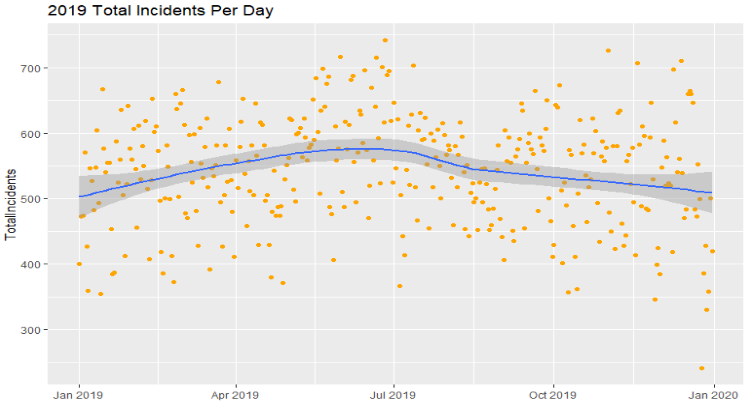 2019 Total Incidents Per Day
TotalIncidents
700
600
500
400
300
Jan 2019
Apr 2019
Jul 2019
Oct 2019
Jan 2020